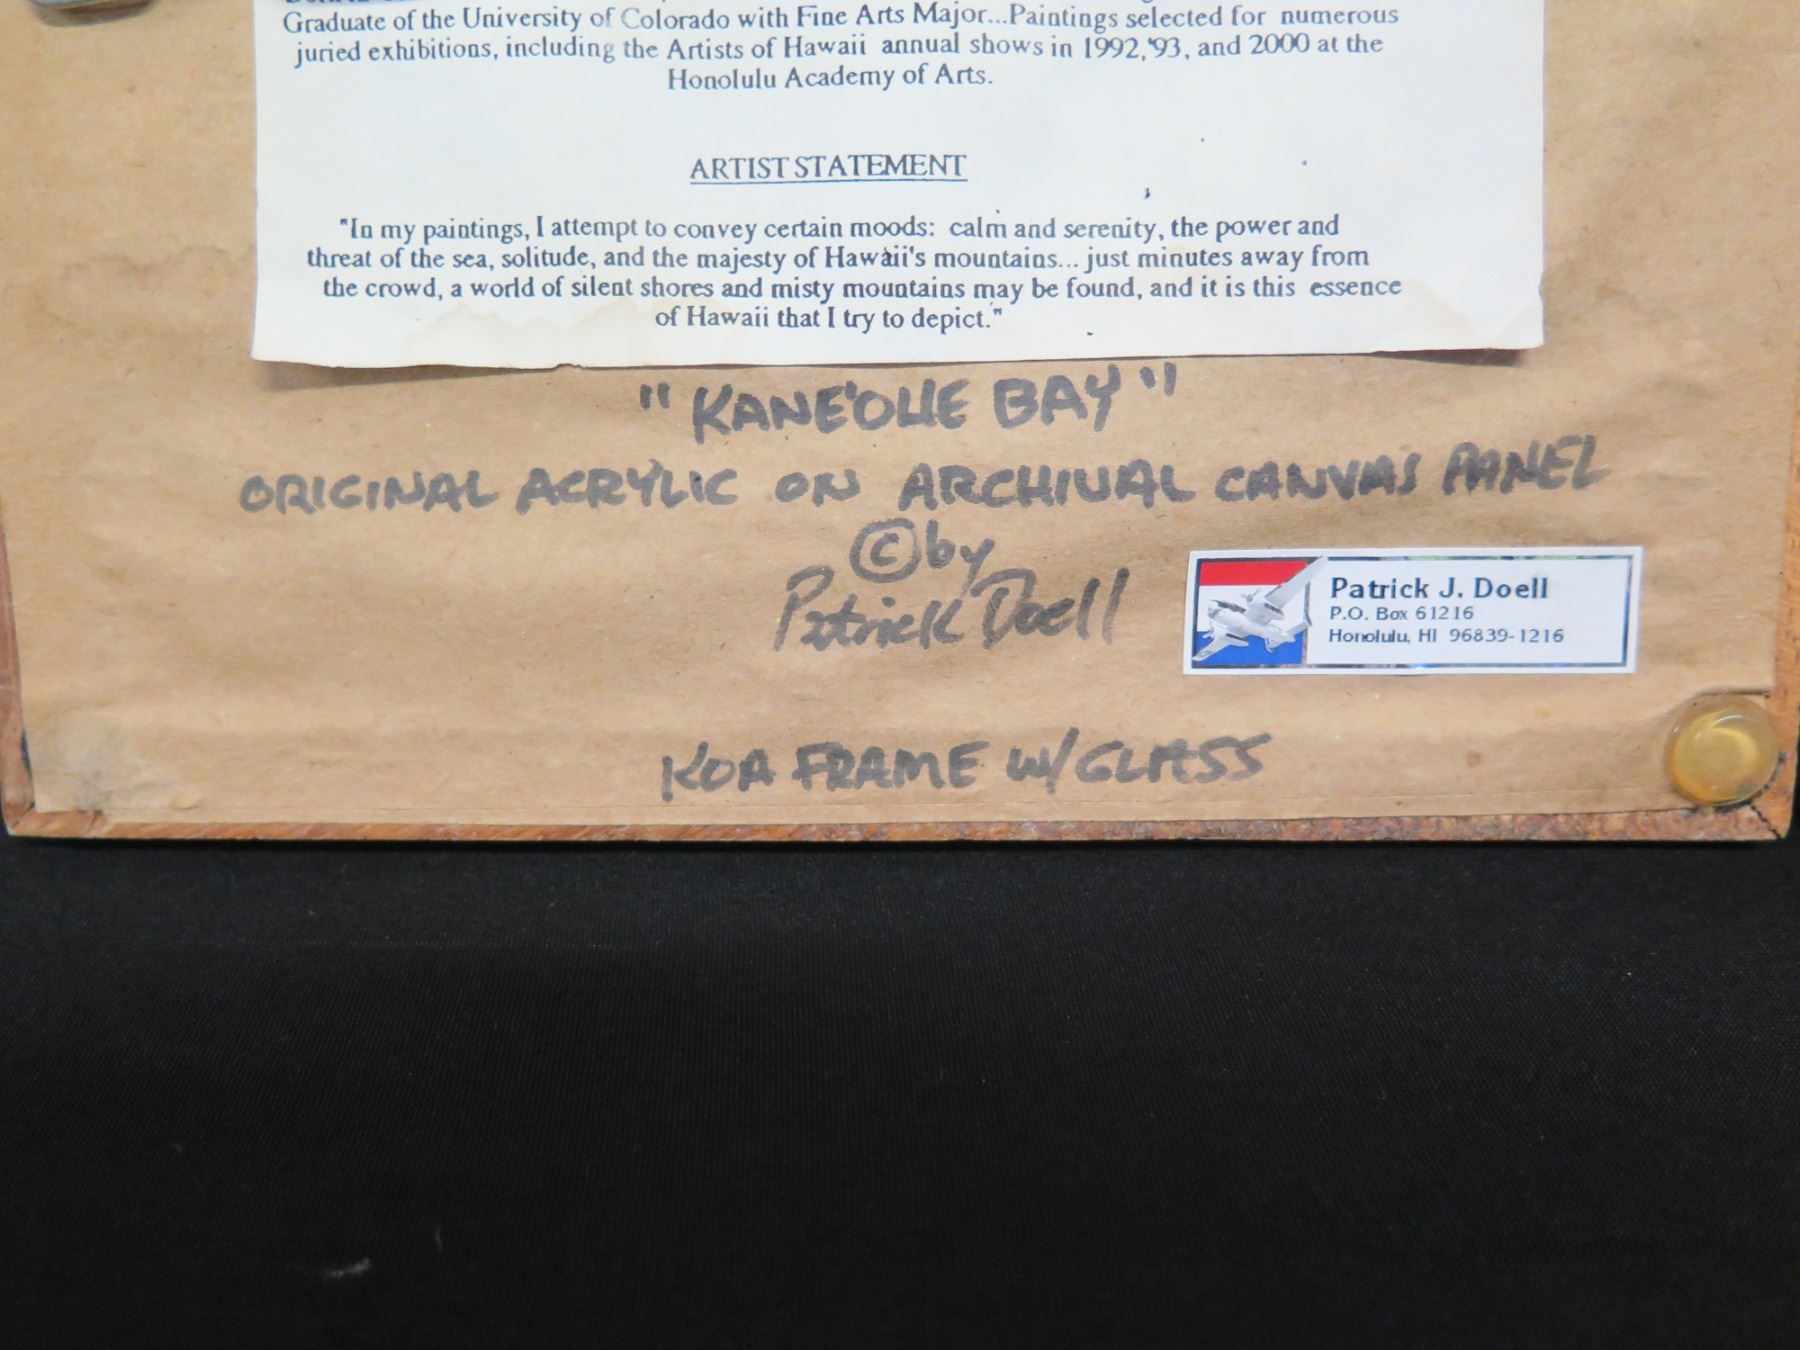 Graduate of the University of Colorado with Fine Arts Major...Paintings selected for numerous
juried exhibitions, including the Artists of Hawaii annual shows in 1992,'93, and 2000 at the
Honolulu Academy of Arts.
ARTIST STATEMENT
"In my paintings, I attempt to convey certain moods: calm and serenity, the power and
threat of the sea, solitude, and the majesty of Hawaii's mountains... just minutes away from
the crowd, a world of silent shores and misty mountains may be found, and it is this essence
of Hawaii that I try to depict."
"KANE'OHE BAY"
ORIGINAL ACRYLIC ON ARCHIVAL CANVAS PANEL
© by
Patrick Doell
Patrick J. Doell
P.O. Box 61216
Honolulu, HI 96839-1216
KOA FRAME W/GLASS